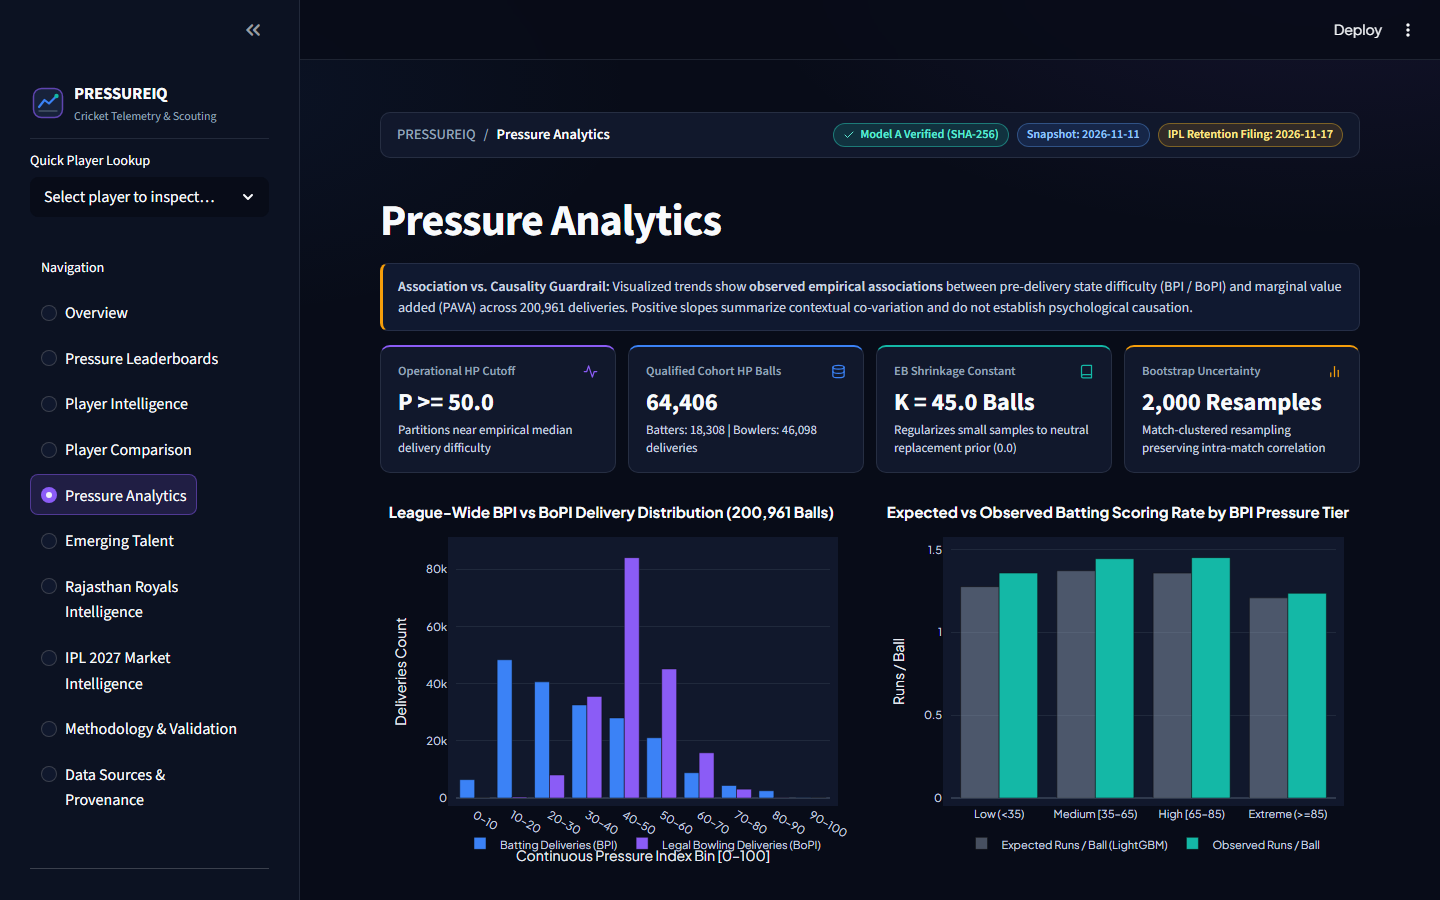 Deploy
PRESSUREIQ
Cricket Telemetry & Scouting
Quick Player Lookup
Select player to inspect...
Navigation
Overview
Pressure Leaderboards
Player Intelligence
Player Comparison
Pressure Analytics
Emerging Talent
Rajasthan Royals
Intelligence
IPL 2027 Market
Intelligence
Methodology & Validation
Data Sources &
Provenance
PRESSUREIQ / Pressure Analytics
Model A Verified (SHA-256)
Snapshot: 2026-11-11
IPL Retention Filing: 2026-11-17
Pressure Analytics
Association vs. Causality Guardrail: Visualized trends show observed empirical associations between pre-delivery state difficulty (BPI / BoPI) and marginal value
added (PAVA) across 200,961 deliveries. Positive slopes summarize contextual co-variation and do not establish psychological causation.
Operational HP Cutoff
P >= 50.0
Partitions near empirical median
delivery difficulty
Qualified Cohort HP Balls
64,406
Batters: 18,308 | Bowlers: 46,098
deliveries
EB Shrinkage Constant
K = 45.0 Balls
Regularizes small samples to neutral
replacement prior (0.0)
Bootstrap Uncertainty
2,000 Resamples
Match-clustered resampling
preserving intra-match correlation
League-Wide BPI vs BoPI Delivery Distribution (200,961 Balls)
Deliveries Count
80k
60k
40k
20k
0
0-10
10-20
20-30
30-40
40-50
50-60
60-70
70-80
80-90
90-100
Batting Deliveries (BPI)
Legal Bowling Deliveries (BoPI)
Continuous Pressure Index Bin [0-100]
Expected vs Observed Batting Scoring Rate by BPI Pressure Tier
Runs / Ball
1.5
1
0.5
0
Low (<35)
Medium [35-65)
High [65-85)
Extreme (>=85)
Expected Runs / Ball (LightGBM)
Observed Runs / Ball